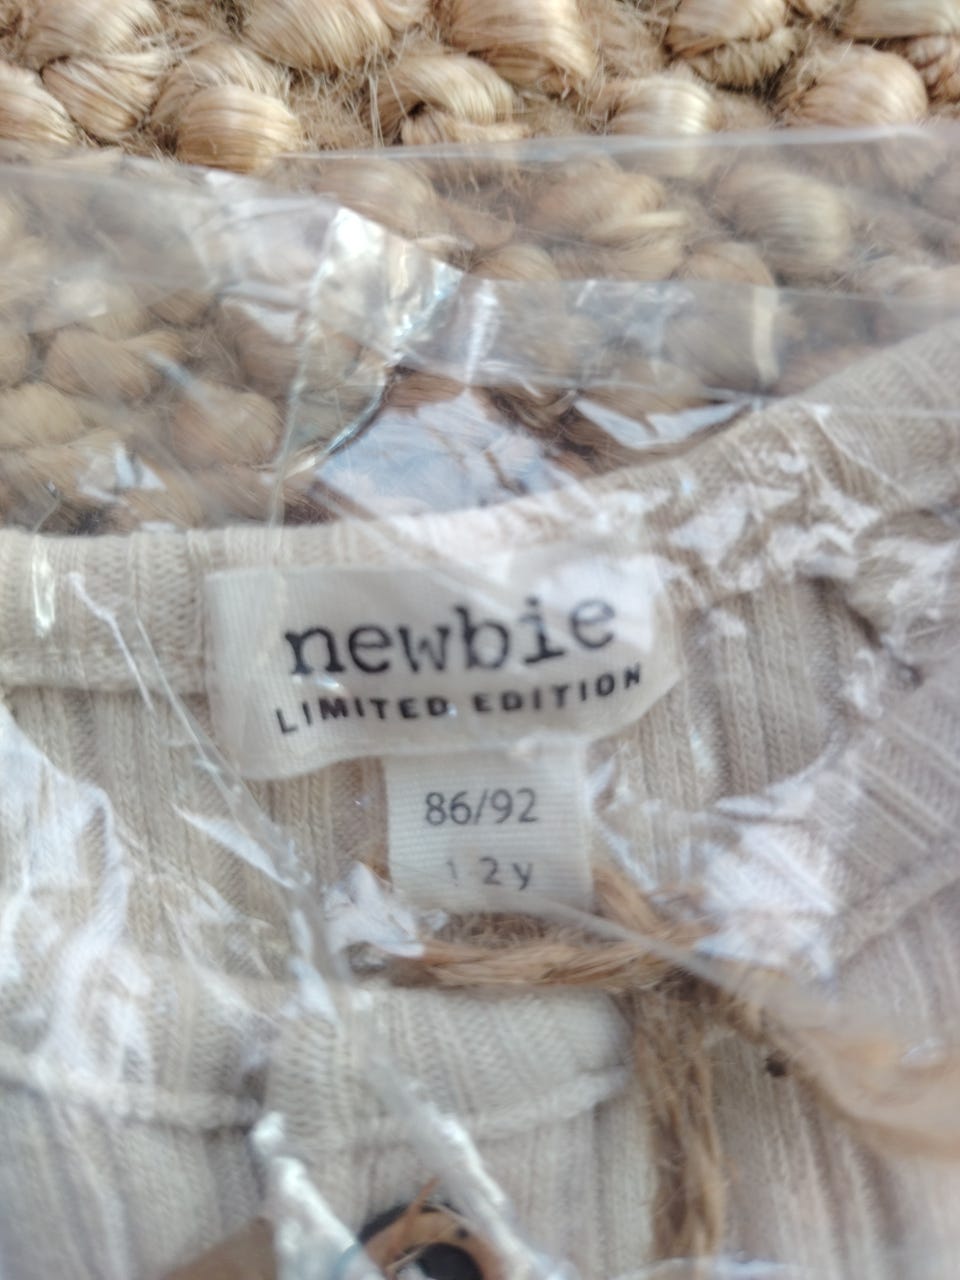 newbie
LIMITED EDITION
86/92
1 2 y